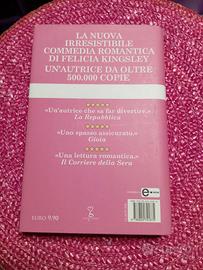 LA NUOVA
IRRESISTIBILE
COMMEDIA ROMANTICA
DI FELICIA KINGSLEY
UN'AUTRICE DA OLTRE
500.000 COPIE
«Un'autrice che sa far divertire.»
La Repubblica
«Uno spasso assicurato.»
Gioia
«Una lettura romantica.»
Il Corriere della Sera
EURO 9,90